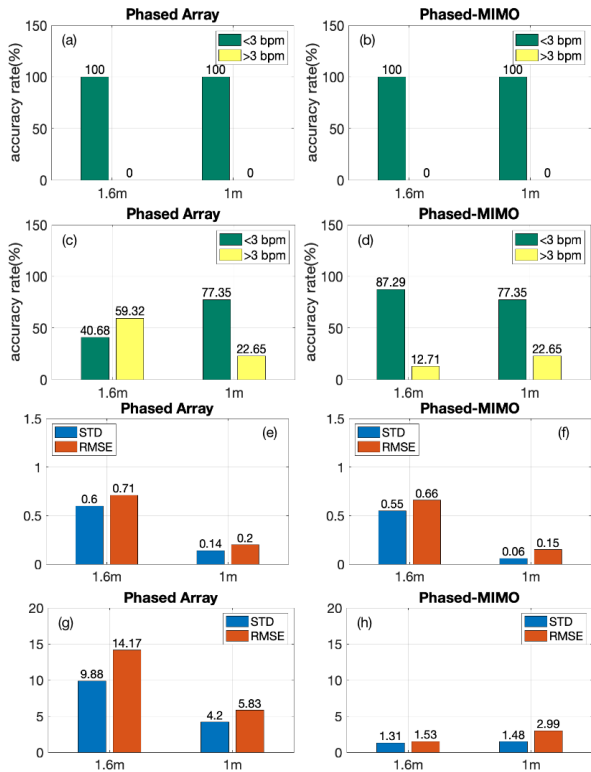 Phased Array
(a)
<3 bpm
>3 bpm
accuracy rate(%)
150
100
50
0
100
0
100
0
1.6m
1m
Phased-MIMO
(b)
<3 bpm
>3 bpm
accuracy rate(%)
150
100
50
0
100
0
100
0
1.6m
1m
Phased Array
(c)
<3 bpm
>3 bpm
accuracy rate(%)
150
100
50
0
40.68
59.32
77.35
22.65
1.6m
1m
Phased-MIMO
(d)
<3 bpm
>3 bpm
accuracy rate(%)
150
100
50
0
87.29
12.71
77.35
22.65
1.6m
1m
Phased Array
STD
RMSE
(e)
1.5
1
0.5
0
0.6
0.71
0.14
0.2
1.6m
1m
Phased-MIMO
STD
RMSE
(f)
1.5
1
0.5
0
0.55
0.66
0.06
0.15
1.6m
1m
Phased Array
(g)
STD
RMSE
20
15
10
5
0
9.88
14.17
4.2
5.83
1.6m
1m
Phased-MIMO
(h)
STD
RMSE
20
15
10
5
0
1.31
1.53
1.48
2.99
1.6m
1m